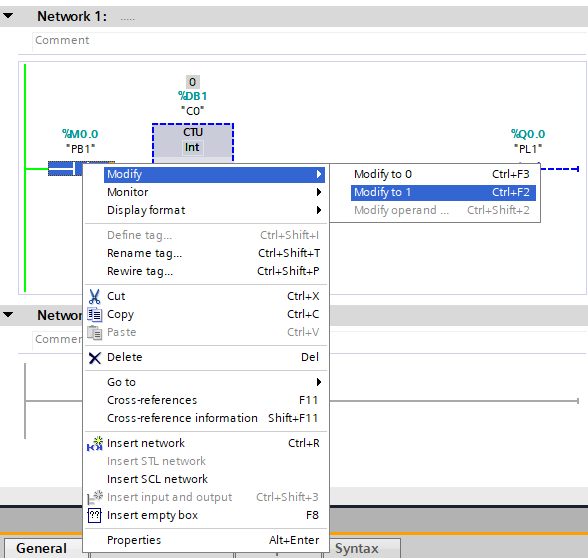 Network 1: .....
Comment
0
%DB1
"C0"
%M0.0
"PB1"
CTU
Int
%Q0.0
"PL1"
Modify
Monitor
Display format
Define tag... Ctrl+Shift+I
Rename tag... Ctrl+Shift+T
Rewire tag... Ctrl+Shift+P
Cut Ctrl+X
Copy Ctrl+C
Paste Ctrl+V
Delete Del
Go to
Cross-references F11
Cross-reference information Shift+F11
Insert network Ctrl+R
Insert STL network
Insert SCL network
Insert input and output Ctrl+Shift+3
Insert empty box F8
Properties Alt+Enter
Modify to 0 Ctrl+F3
Modify to 1 Ctrl+F2
Modify operand ... Ctrl+Shift+2
General
Syntax